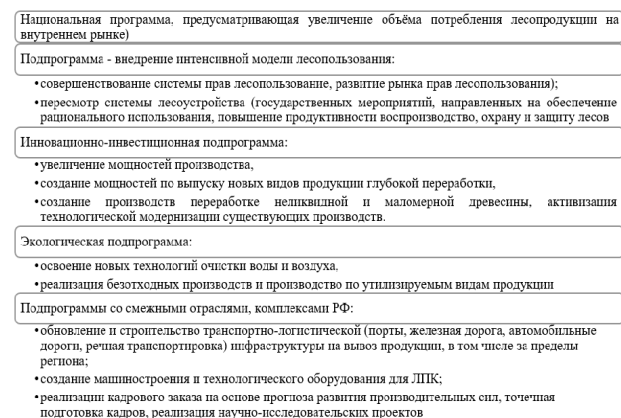 Национальная программа, предусматривающая увеличение объёма потребления лесопродукции на
внутреннем рынке)
Подпрограмма - внедрение интенсивной модели лесопользования:
•совершенствование системы прав лесопользование, развитие рынка прав лесопользования);
•пересмотр системы лесоустройства (государственных мероприятий, направленных на обеспечение
рационального использования, повышение продуктивности воспроизводство, охрану и защиту лесов
Инновационно-инвестиционная подпрограмма:
•увеличение мощностей производства,
•создание мощностей по выпуску новых видов продукции глубокой переработки,
•создание производств переработке неликвидной и маломерной древесины, активизация
технологической модернизации существующих производств.
Экологическая подпрограмма:
•освоение новых технологий очистки воды и воздуха,
•реализация безотходных производств и производство по утилизируемым видам продукции
Подпрограммы со смежными отраслями, комплексами РФ:
•обновление и строительство транспортно-логистической (порты, железная дорога, автомобильные
дороги, речная транспортировка) инфраструктуры на вывоз продукции, в том числе за пределы
региона;
•создание машиностроения и технологического оборудования для ЛПК;
•реализации кадрового заказа на основе прогноза развития производительных сил, точечная
подготовка кадров, реализация научно-исследовательских проектов